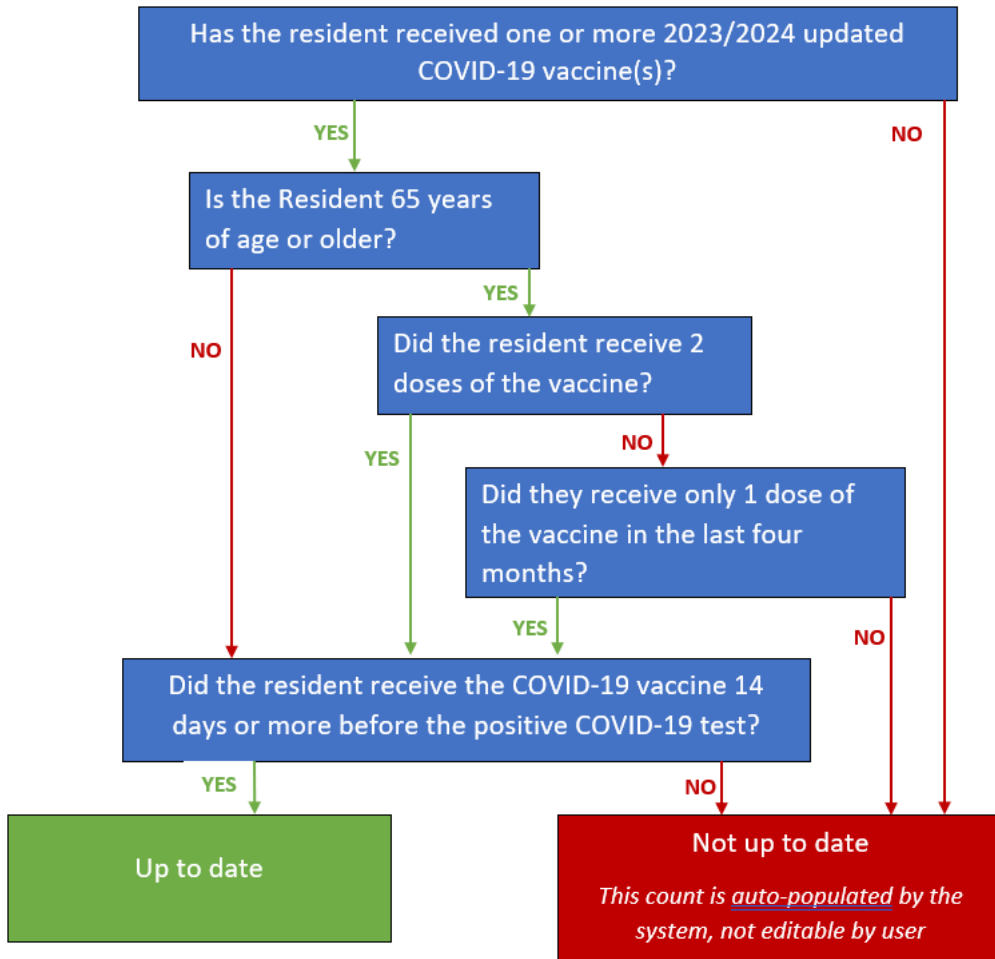 Has the resident received one or more 2023/2024 updated
COVID-19 vaccine(s)?
YES
NO
Is the Resident 65 years
of age or older?
YES
NO
Did the resident receive 2
doses of the vaccine?
YES
NO
Did they receive only 1 dose of
the vaccine in the last four
months?
YES
NO
Did the resident receive the COVID-19 vaccine 14
days or more before the positive COVID-19 test?
YES
NO
Up to date
Not up to date
This count is auto-populated by the
system, not editable by user